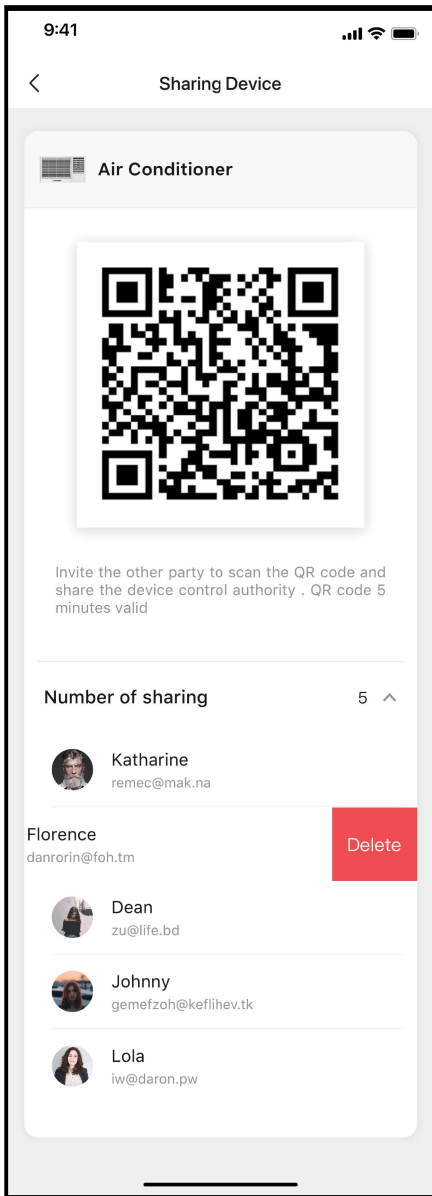 9:41
Sharing Device
Air Conditioner
Invite the other party to scan the QR code and
share the device control authority . QR code 5
minutes valid
Number of sharing 5
Katharine
remec@mak.na
Florence
danrorin@foh.tm
Delete
Dean
zu@life.bd
Johnny
gemefzoh@keflihev.tk
Lola
iw@daron.pw